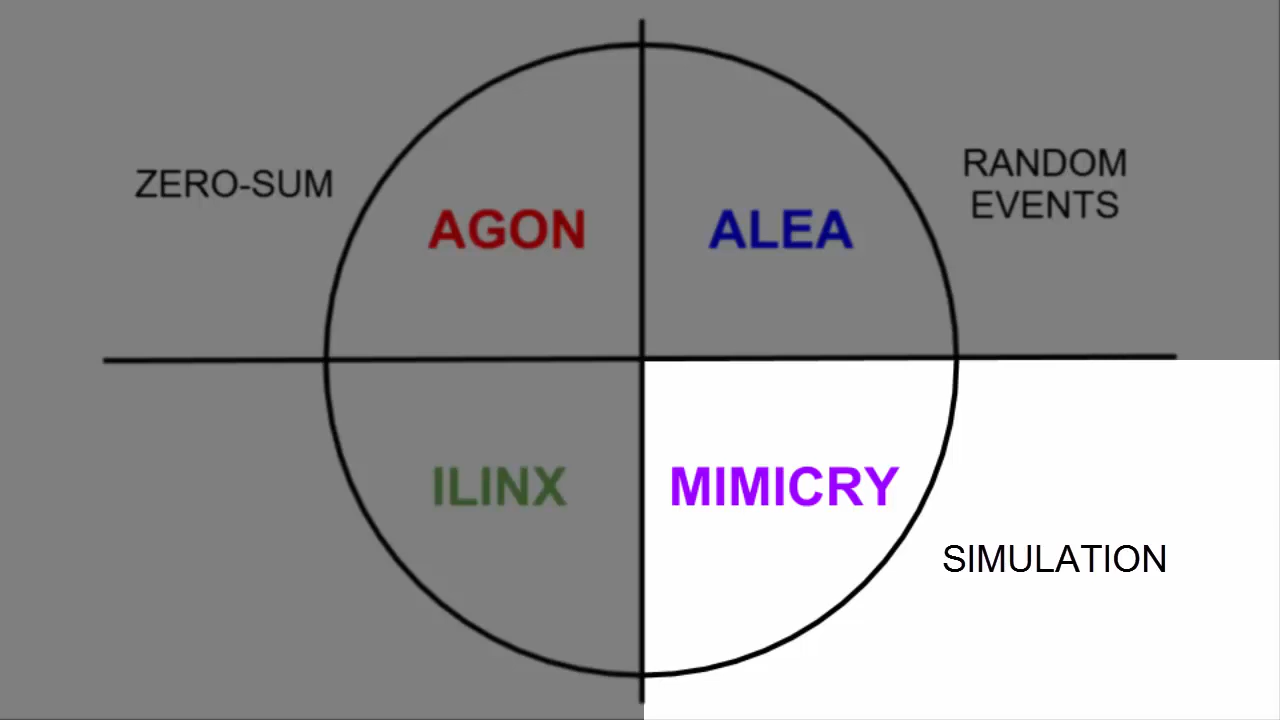 ZERO-SUM
RANDOM
EVENTS
AGON
ALEA
ILINX
MIMICRY
SIMULATION